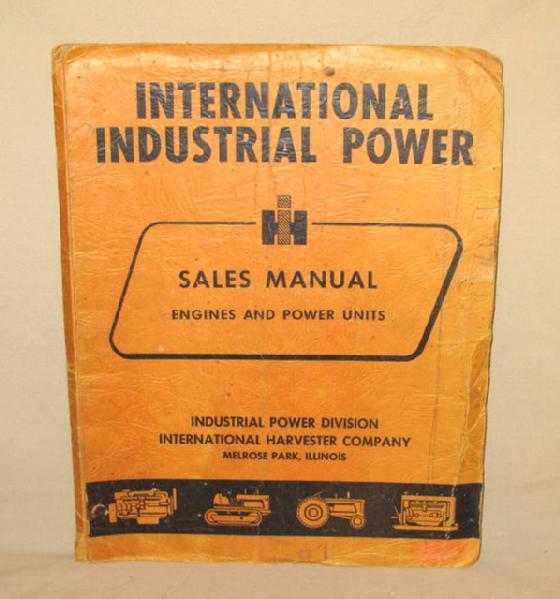 INTERNATIONAL
INDUSTRIAL POWER
IH
SALES MANUAL
ENGINES AND POWER UNITS
INDUSTRIAL POWER DIVISION
INTERNATIONAL HARVESTER COMPANY
MELROSE PARK, ILLINOIS